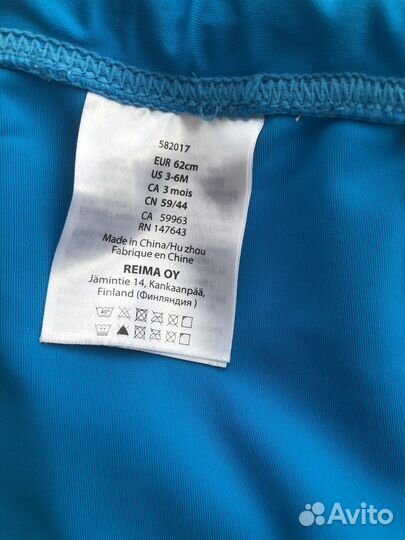 582017
EUR 62cm
US 3-6M
CA 3 mois
CN 59/44
CA 59963
RN 147643
Made in China/Hu zhou
Fabrique en Chine
REIMA OY
Jämintie 14, Kankaanpää,
Finland (Финляндия )
40°
Avito